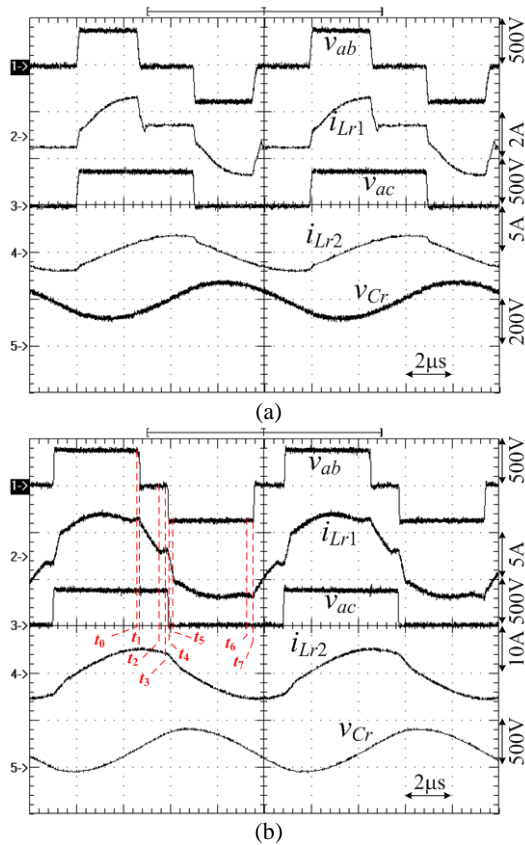 v_ab
500V
1->
i_Lr1
2->
2A
v_ac
500V
3->
i_Lr2
5A
4->
v_Cr
200V
5->
2μs
(a)
v_ab
500V
1->
i_Lr1
2->
5A
v_ac
500V
3->
t_0 t_1 t_2 t_3 t_4 t_5 t_6 t_7
i_Lr2
10A
4->
v_Cr
500V
5->
2μs
(b)